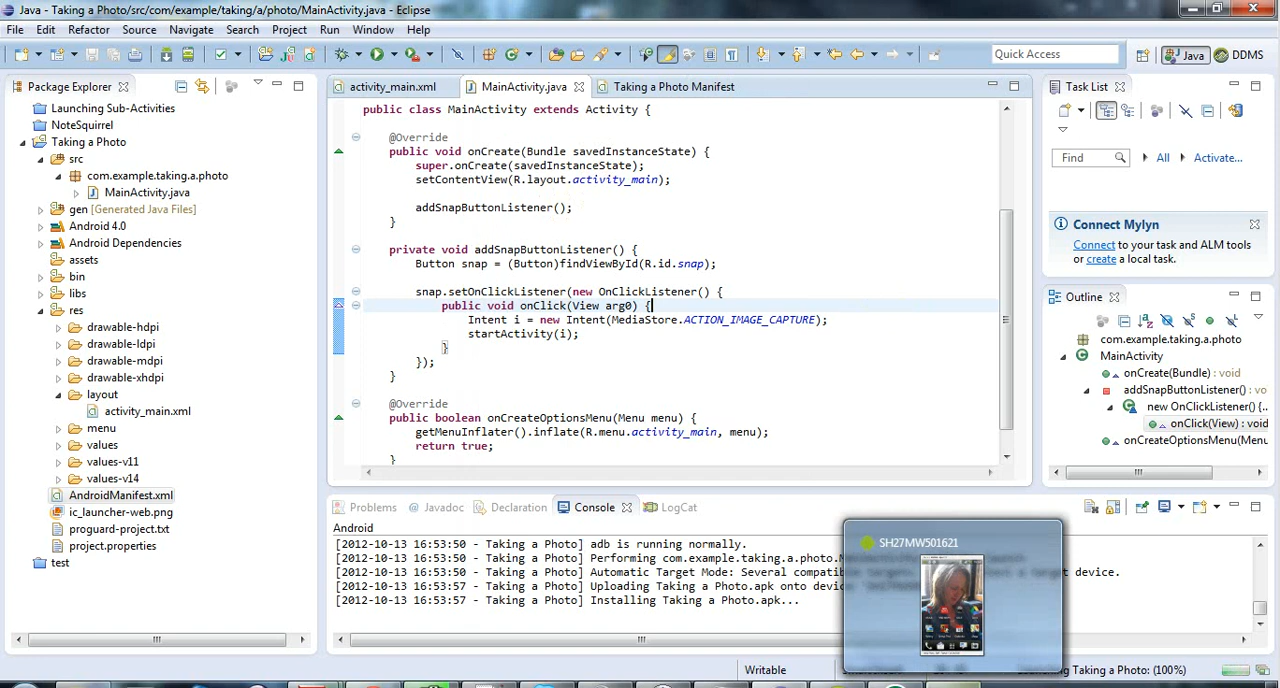 Java - Taking a Photo/src/com/example/taking/a/photo/MainActivity.java - Eclipse
File Edit Refactor Source Navigate Search Project Run Window Help
Quick Access
Java
DDMS
Package Explorer
Launching Sub-Activities
NoteSquirrel
Taking a Photo
src
com.example.taking.a.photo
MainActivity.java
gen [Generated Java Files]
Android 4.0
Android Dependencies
assets
bin
libs
res
drawable-hdpi
drawable-ldpi
drawable-mdpi
drawable-xhdpi
layout
activity_main.xml
menu
values
values-v11
values-v14
AndroidManifest.xml
ic_launcher-web.png
proguard-project.txt
project.properties
test
activity_main.xml
MainActivity.java
Taking a Photo Manifest
public class MainActivity extends Activity {
@Override
public void onCreate(Bundle savedInstanceState) {
super.onCreate(savedInstanceState);
setContentView(R.layout.activity_main);
addSnapButtonListener();
}
private void addSnapButtonListener() {
Button snap = (Button)findViewById(R.id.snap);
snap.setOnClickListener(new OnClickListener() {
public void onClick(View arg0) {
Intent i = new Intent(MediaStore.ACTION_IMAGE_CAPTURE);
startActivity(i);
}
});
}
@Override
public boolean onCreateOptionsMenu(Menu menu) {
getMenuInflater().inflate(R.menu.activity_main, menu);
return true;
}
Task List
Find
All
Activate...
Connect Mylyn
Connect to your task and ALM tools
or create a local task.
Outline
com.example.taking.a.photo
MainActivity
onCreate(Bundle) : void
addSnapButtonListener() : void
new OnClickListener() {...
onClick(View) : void
onCreateOptionsMenu(Menu
Problems
@ Javadoc
Declaration
Console
LogCat
Android
[2012-10-13 16:53:50 - Taking a Photo] adb is running normally.
[2012-10-13 16:53:50 - Taking a Photo] Performing com.example.taking.a.photo.
[2012-10-13 16:53:50 - Taking a Photo] Automatic Target Mode: Several compatible targets. a target device.
[2012-10-13 16:53:57 - Taking a Photo] Uploading Taking a Photo.apk onto device
[2012-10-13 16:53:57 - Taking a Photo] Installing Taking a Photo.apk...
SH27MW501621
Writable
Launching Taking a Photo: (100%)